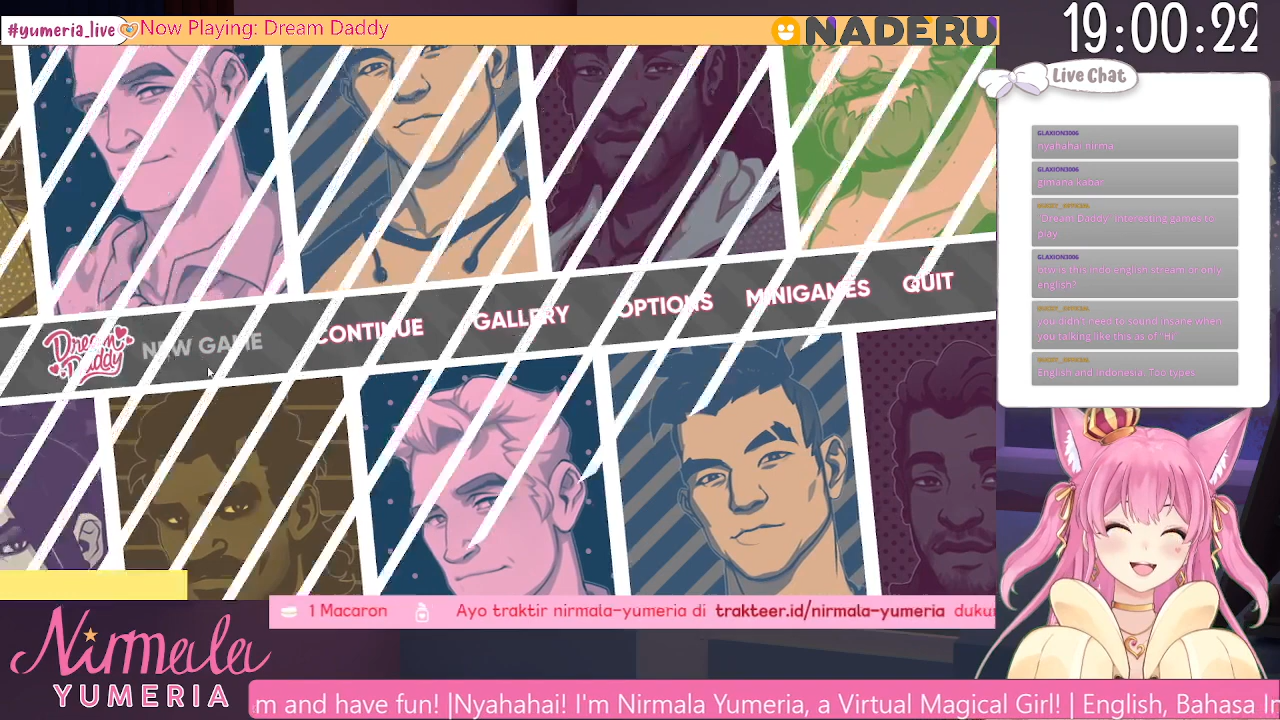 #yumeria_live
Now Playing: Dream Daddy
NADERU
19:00:22
Live Chat
GLAXION3006
nyahahai nirma
GLAXION3006
gimana kabar
"Dream Daddy" interesting games to
play
GLAXION3006
btw is this indo english stream or only
english?
you didn't need to sound insane when
you talking like this as of "Hi
English and Indonesia. Too types
Dream
Daddy
NEW GAME
CONTINUE
GALLERY
OPTIONS
MINIGAMES
QUIT
1 Macaron
Ayo traktir nirmala-yumeria di trakteer.id/nirmala-yumeria duku
Nirmala
YUMERIA
m and have fun! |Nyahahai! I'm Nirmala Yumeria, a Virtual Magical Girl! | English, Bahasa In